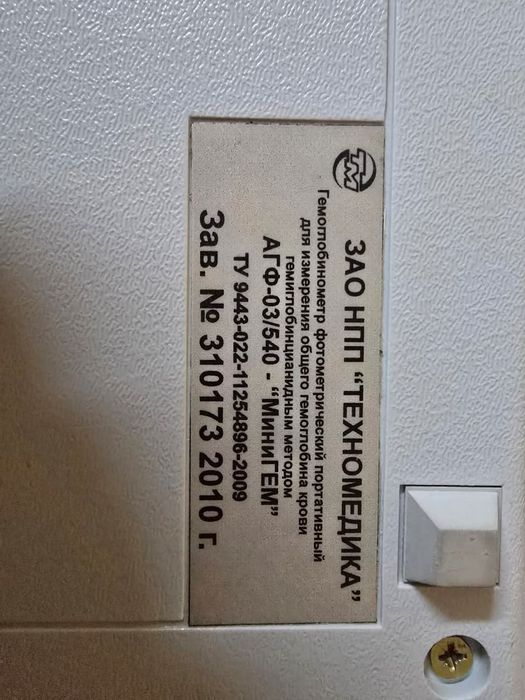 ТМ
ЗАО НПП “ТЕХНОМЕДИКА”
Гемоглобинометр фотометрический портативный
для измерения общего гемоглобина крови
гемиглобинцианидным методом
АГФ-03/540 - “МиниГЕМ”
ТУ 9443-022-11254896-2009
Зав. № 310173 2010 г.